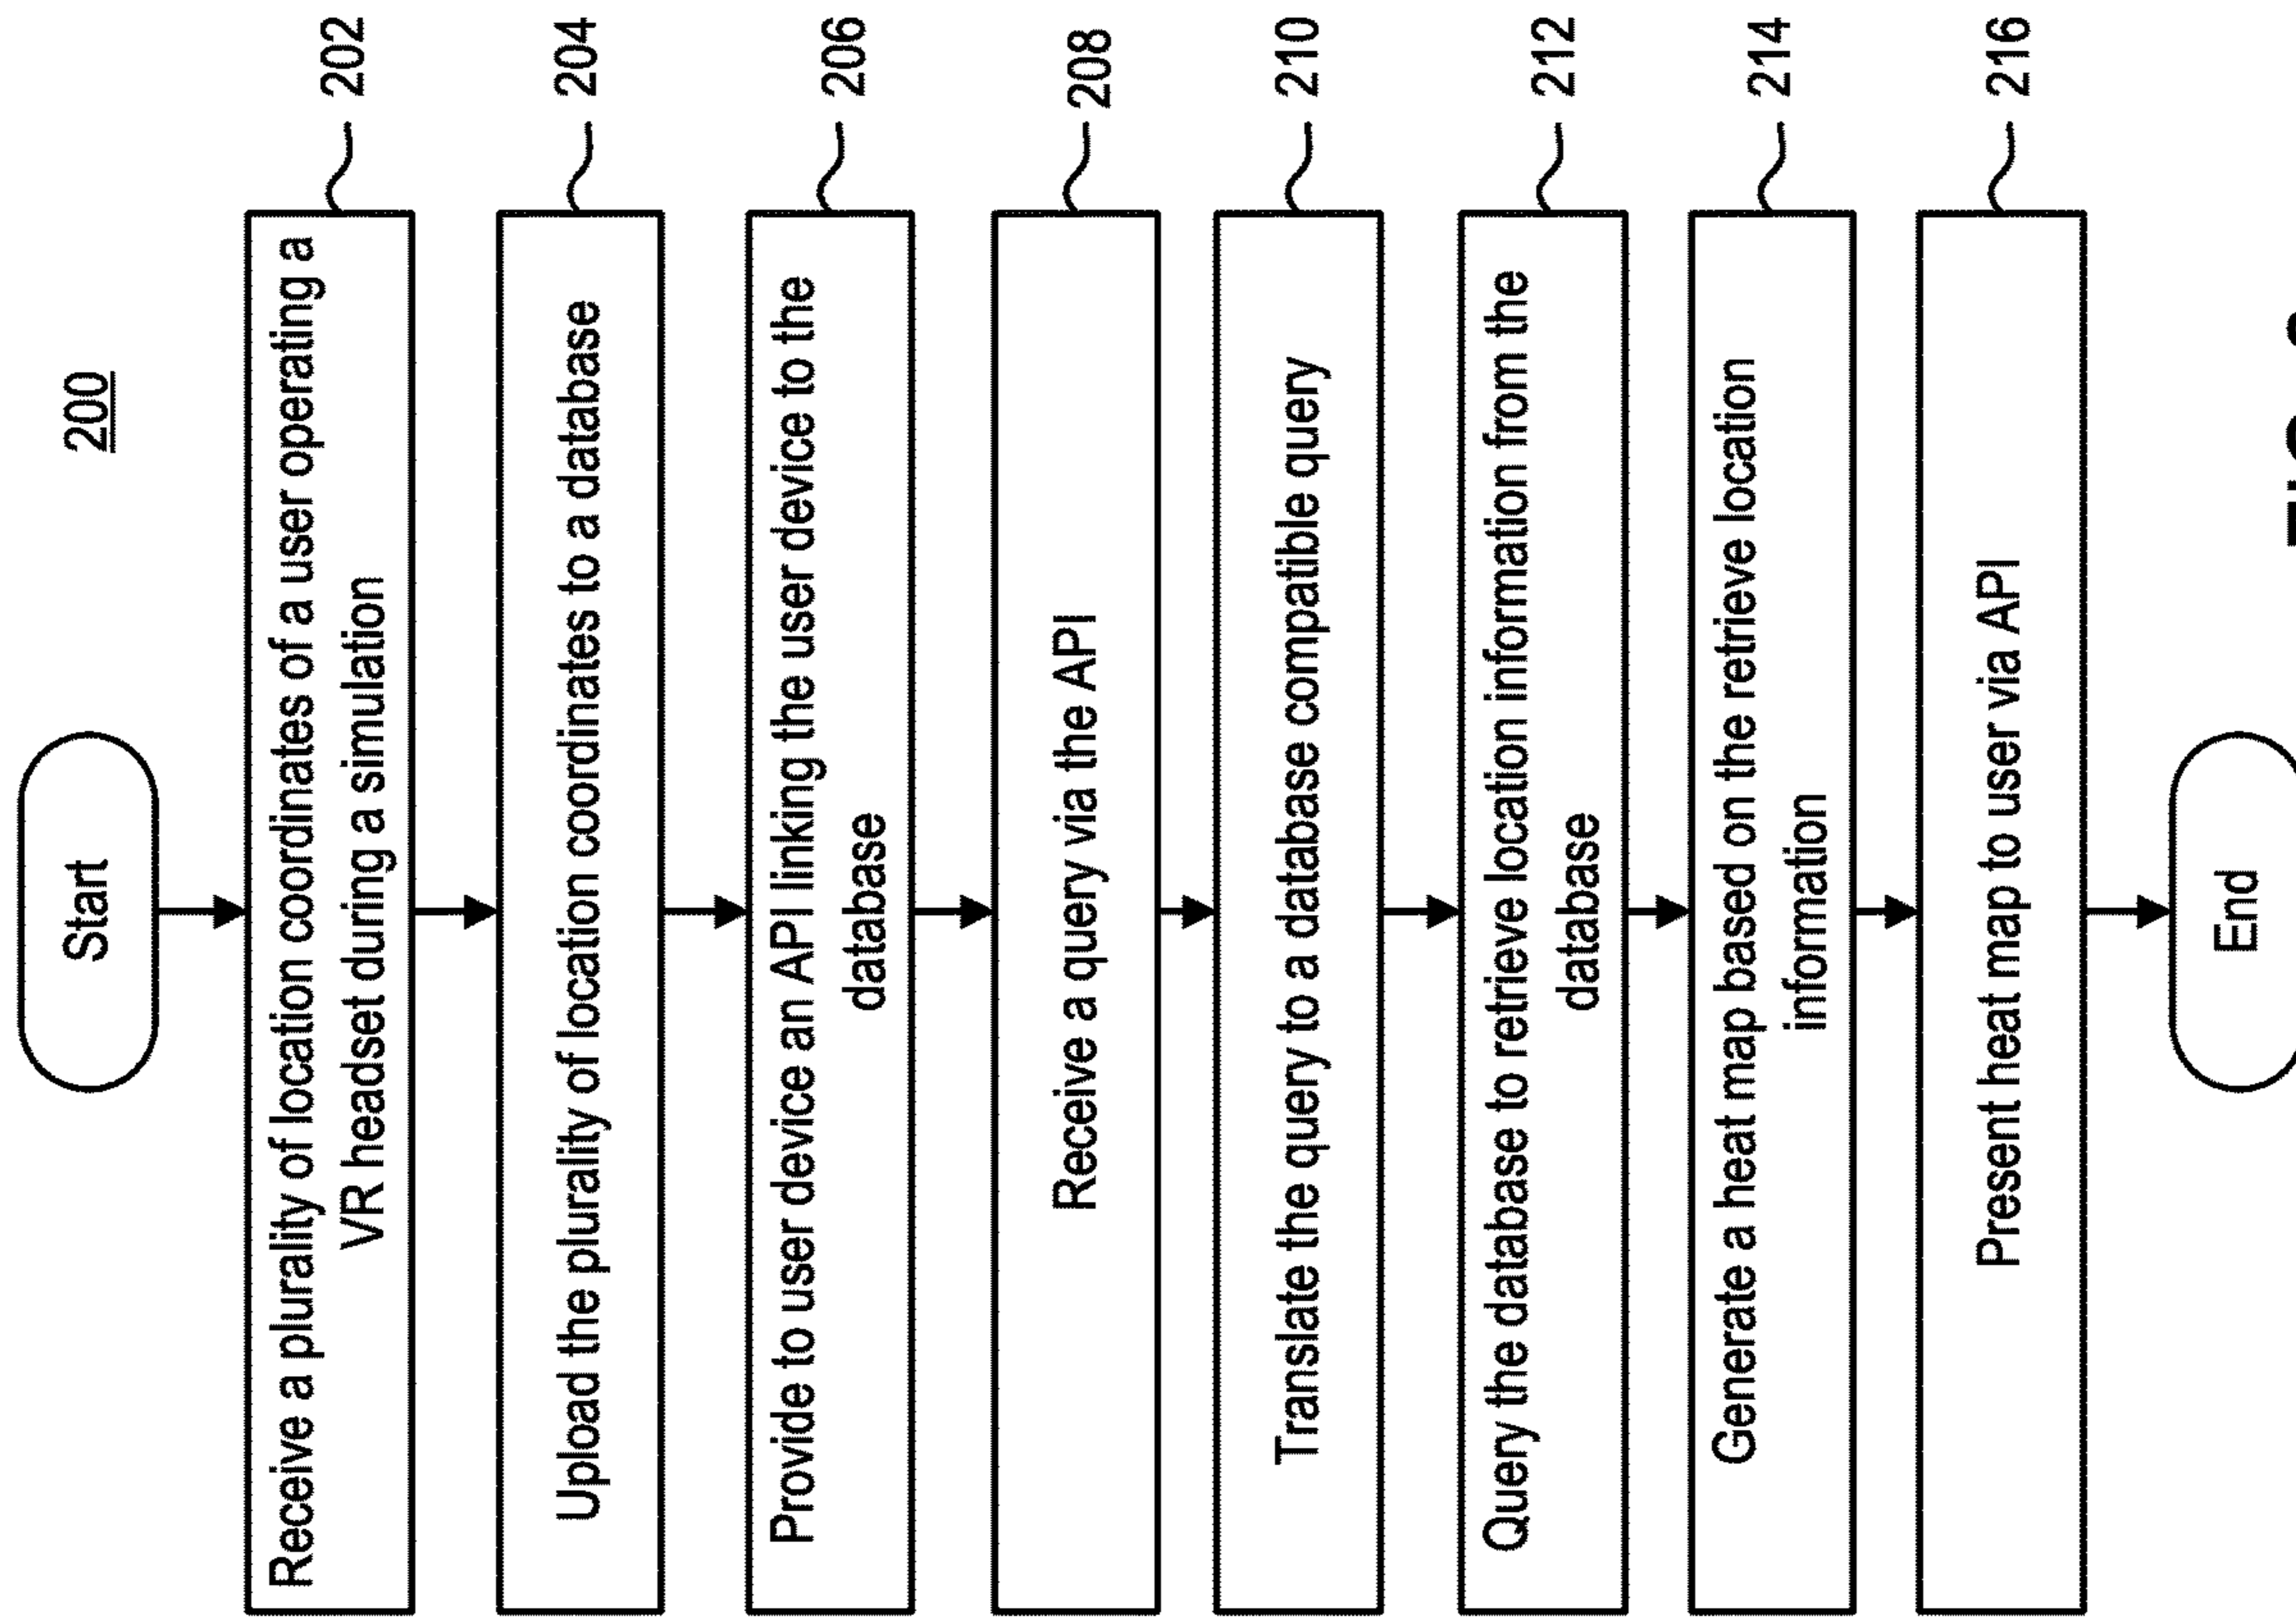 200
Start
Receive a plurality of location coordinates of a user operating a
VR headset during a simulation
202
Upload the plurality of location coordinates to a database
204
Provide to user device an API linking the user device to the
database
206
Receive a query via the API
208
Translate the query to a database compatible query
210
Query the database to retrieve location information from the
database
212
Generate a heat map based on the retrieve location
information
214
Present heat map to user via API
216
End